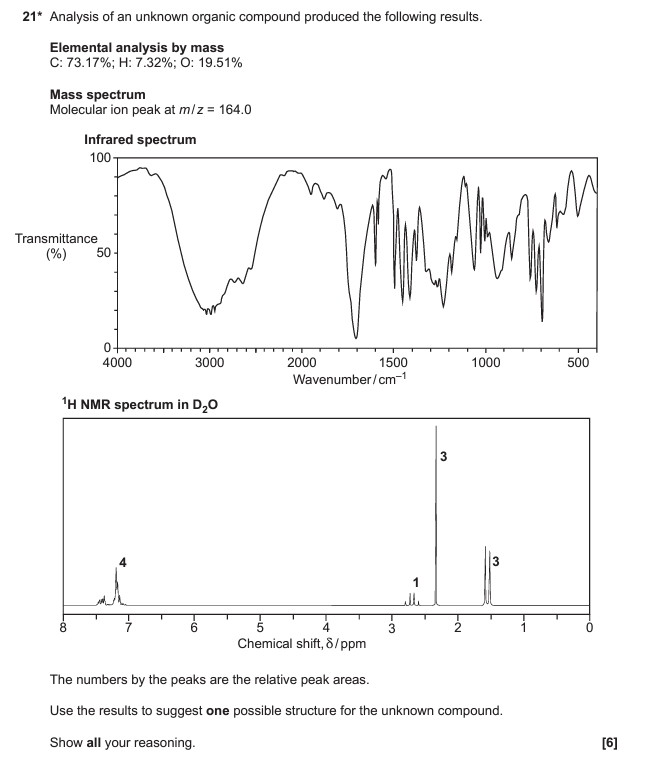 21* Analysis of an unknown organic compound produced the following results.
Elemental analysis by mass
C: 73.17%; H: 7.32%; O: 19.51%
Mass spectrum
Molecular ion peak at m/z = 164.0
Infrared spectrum
100
Transmittance
(%)
50
0
4000 3000 2000 1500 1000 500
Wavenumber/cm⁻¹
¹H NMR spectrum in D₂O
3
4
1
3
8 7 6 5 4 3 2 1 0
Chemical shift, δ/ppm
The numbers by the peaks are the relative peak areas.
Use the results to suggest one possible structure for the unknown compound.
Show all your reasoning. [6]